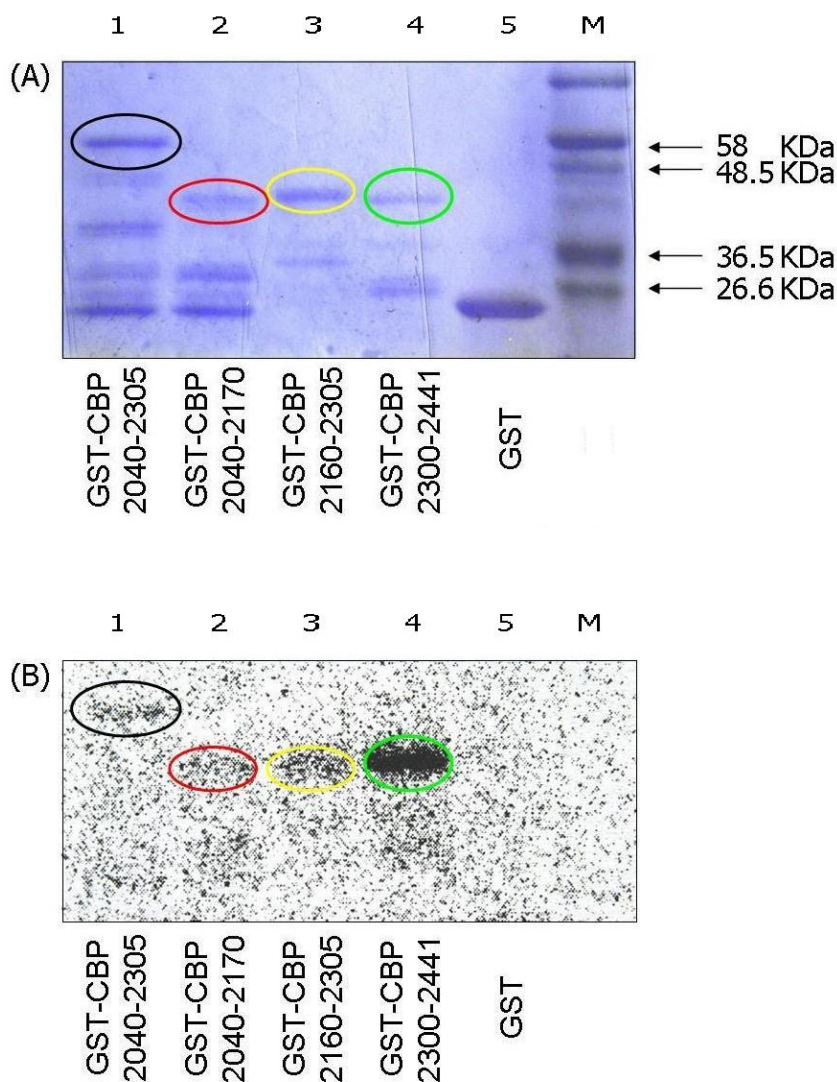 1 2 3 4 5 M
(A)
58 KDa
48.5 KDa
36.5 KDa
26.6 KDa
GST-CBP
2040-2305
GST-CBP
2040-2170
GST-CBP
2160-2305
GST-CBP
2300-2441
GST
1 2 3 4 5 M
(B)
GST-CBP
2040-2305
GST-CBP
2040-2170
GST-CBP
2160-2305
GST-CBP
2300-2441
GST